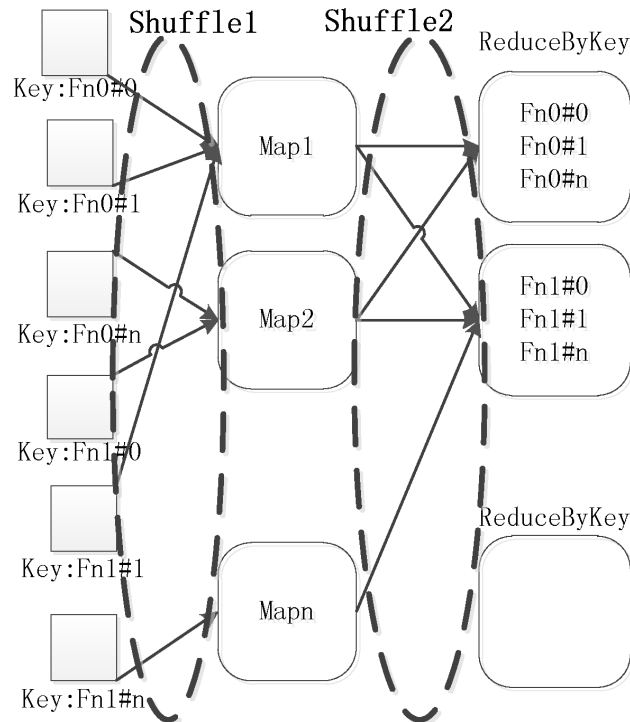 Shuffle1
Shuffle2
ReduceByKey
Key:Fn0#0
Key:Fn0#1
Key:Fn0#n
Key:Fn1#0
Key:Fn1#1
Key:Fn1#n
Map1
Map2
Mapn
Fn0#0
Fn0#1
Fn0#n
Fn1#0
Fn1#1
Fn1#n
ReduceByKey